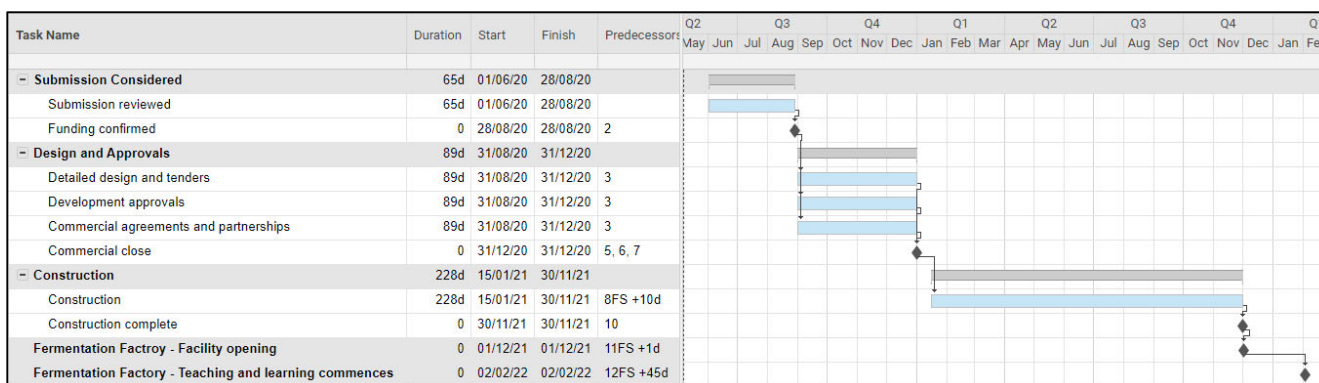 Task Name Duration Start Finish Predecessors Q2 Q3 Q4 Q1 Q2 Q3 Q4 Q
May Jun Jul Aug Sep Oct Nov Dec Jan Feb Mar Apr May Jun Jul Aug Sep Oct Nov Dec Jan Fe
Submission Considered 65d 01/06/20 28/08/20
Submission reviewed 65d 01/06/20 28/08/20
Funding confirmed 0 28/08/20 28/08/20 2
Design and Approvals 89d 31/08/20 31/12/20
Detailed design and tenders 89d 31/08/20 31/12/20 3
Development approvals 89d 31/08/20 31/12/20 3
Commercial agreements and partnerships 89d 31/08/20 31/12/20 3
Commercial close 0 31/12/20 31/12/20 5, 6, 7
Construction 228d 15/01/21 30/11/21
Construction 228d 15/01/21 30/11/21 8FS +10d
Construction complete 0 30/11/21 30/11/21 10
Fermentation Factroy - Facility opening 0 01/12/21 01/12/21 11FS +1d
Fermentation Factory - Teaching and learning commences 0 02/02/22 02/02/22 12FS +45d